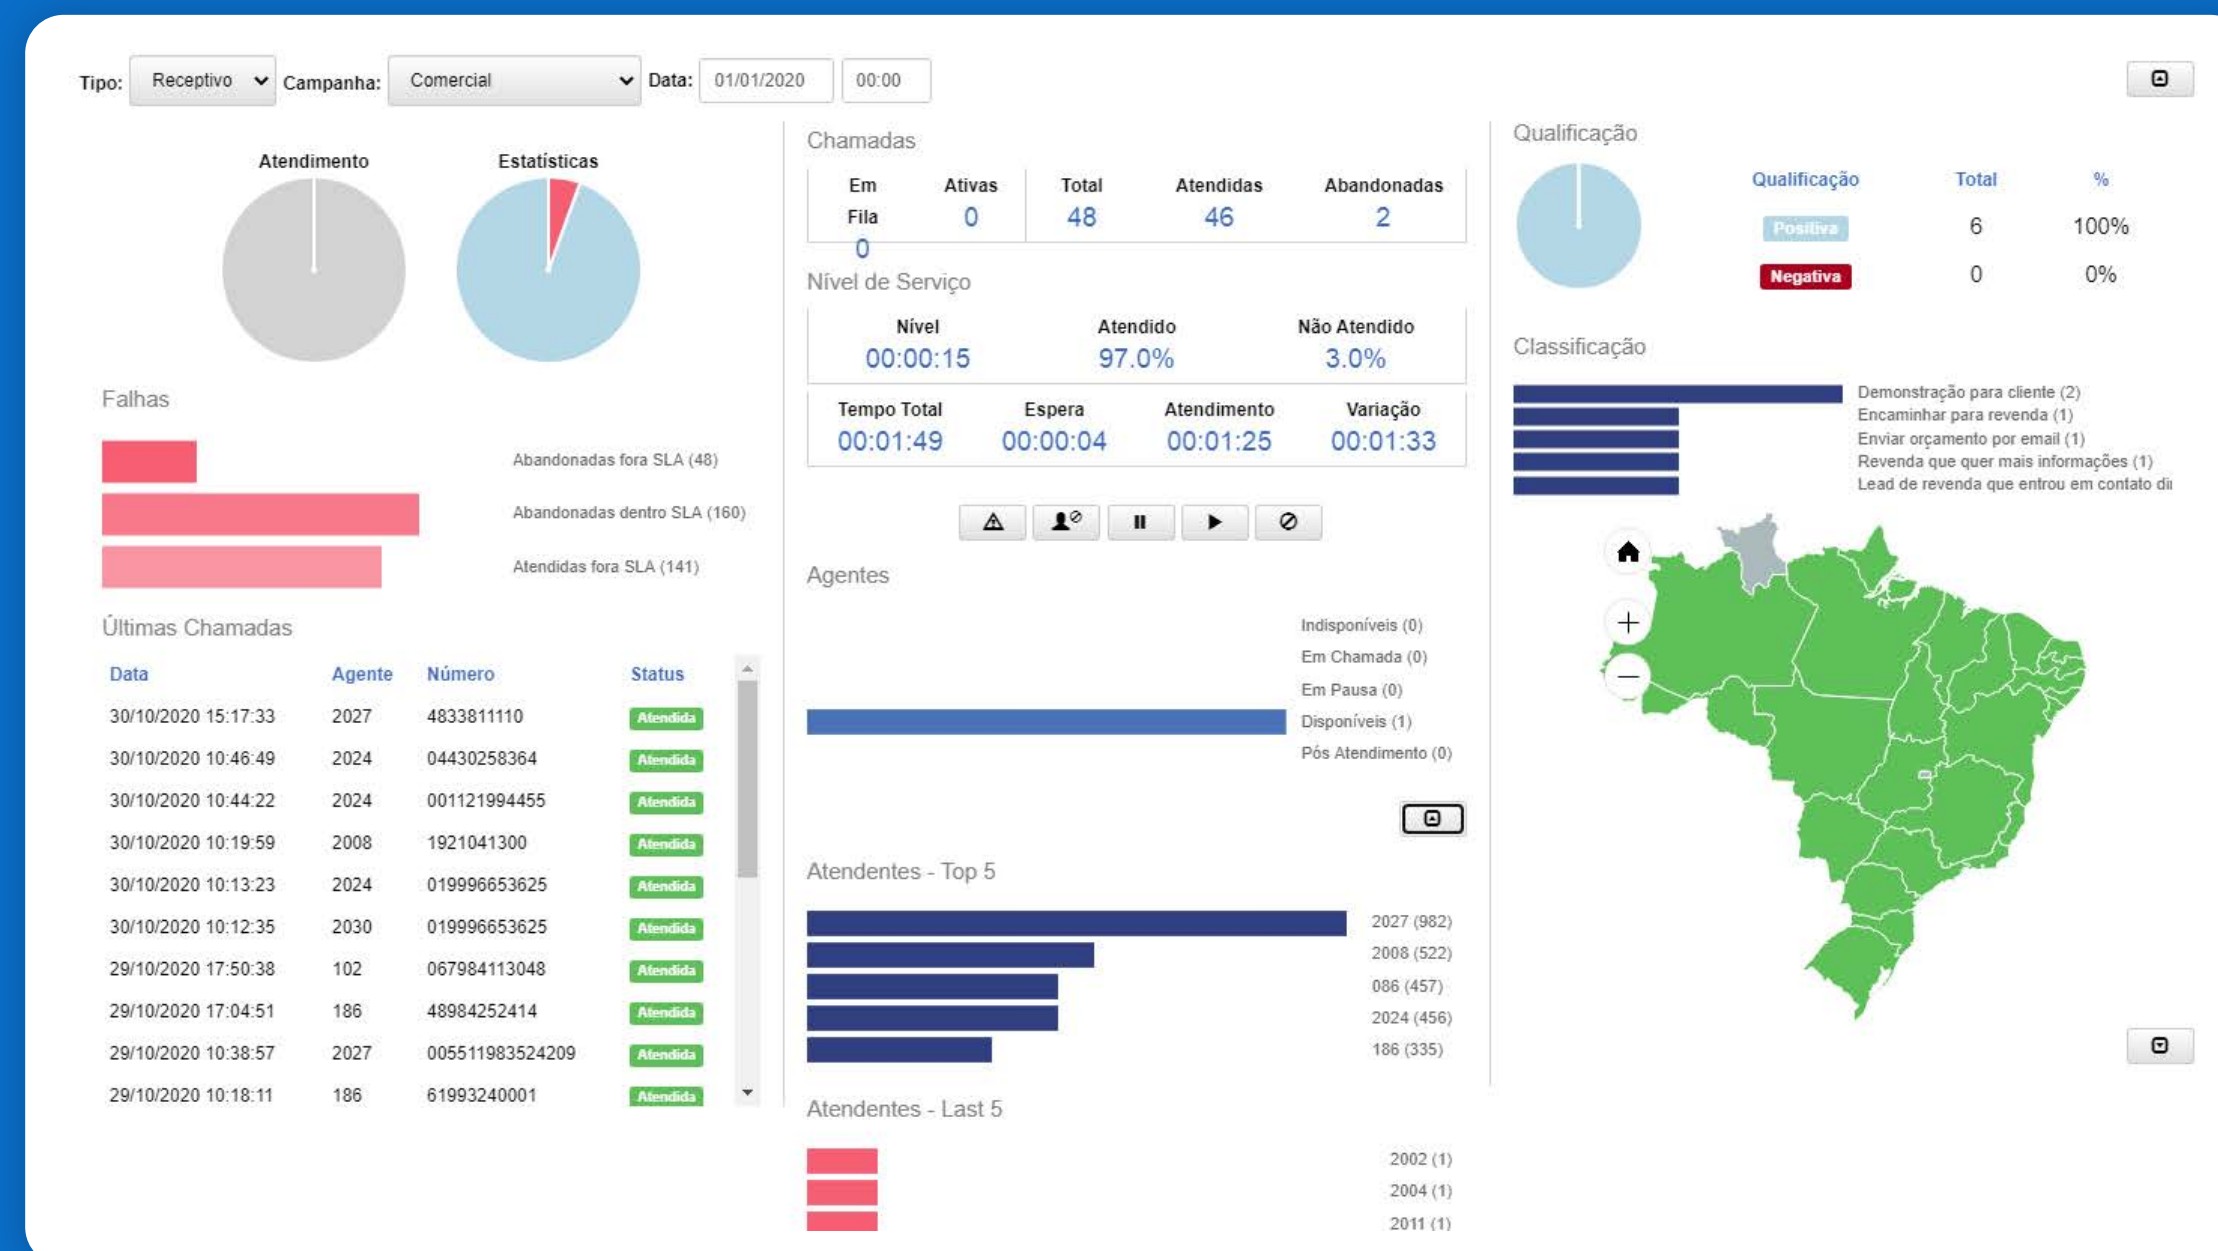 Tipo: Receptivo Campanha: Comercial Data: 01/01/2020 00:00
Atendimento Estatísticas
Falhas
Abandonadas fora SLA (48)
Abandonadas dentro SLA (160)
Atendidas fora SLA (141)
Últimas Chamadas
Data Agente Número Status
30/10/2020 15:17:33 2027 4833811110 Atendida
30/10/2020 10:46:49 2024 04430258364 Atendida
30/10/2020 10:44:22 2024 001121994455 Atendida
30/10/2020 10:19:59 2008 1921041300 Atendida
30/10/2020 10:13:23 2024 019996653625 Atendida
30/10/2020 10:12:35 2030 019996653625 Atendida
29/10/2020 17:50:38 102 067984113048 Atendida
29/10/2020 17:04:51 186 48984252414 Atendida
29/10/2020 10:38:57 2027 005511983524209 Atendida
29/10/2020 10:18:11 186 61993240001 Atendida
Chamadas
Em Fila Ativas Total Atendidas Abandonadas
0 0 48 46 2
Nível de Serviço
Nível Atendido Não Atendido
00:00:15 97.0% 3.0%
Tempo Total Espera Atendimento Variação
00:01:49 00:00:04 00:01:25 00:01:33
Agentes
Indisponíveis (0)
Em Chamada (0)
Em Pausa (0)
Disponíveis (1)
Pós Atendimento (0)
Atendentes - Top 5
2027 (982)
2008 (522)
086 (457)
2024 (456)
186 (335)
Atendentes - Last 5
2002 (1)
2004 (1)
2011 (1)
Qualificação
Qualificação Total %
Positiva 6 100%
Negativa 0 0%
Classificação
Demonstração para cliente (2)
Encaminhar para revenda (1)
Enviar orçamento por email (1)
Revenda que quer mais informações (1)
Lead de revenda que entrou em contato dir